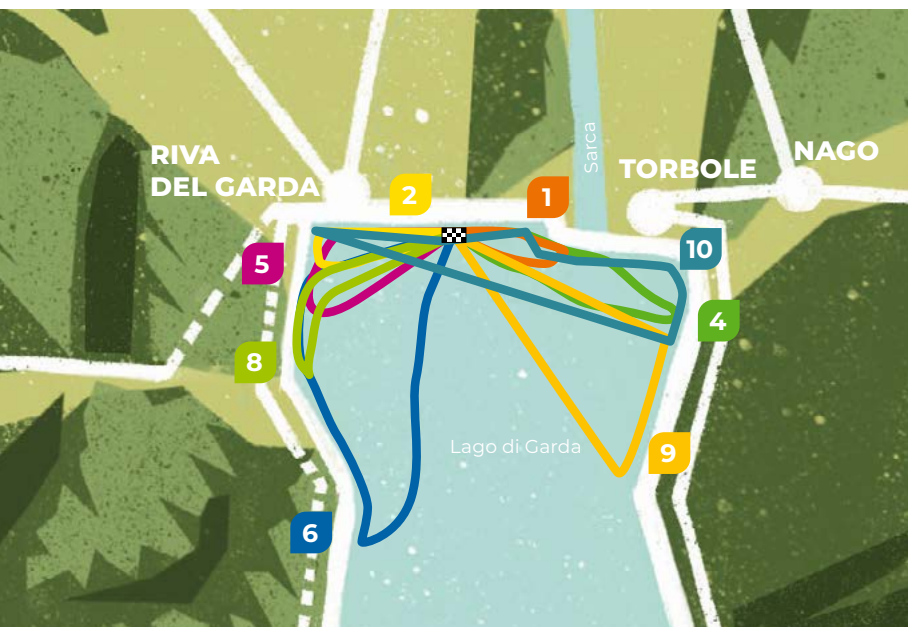 Sarca
RIVA
DEL GARDA
TORBOLE
NAGO
2
1
10
5
4
8
Lago di Garda
9
6